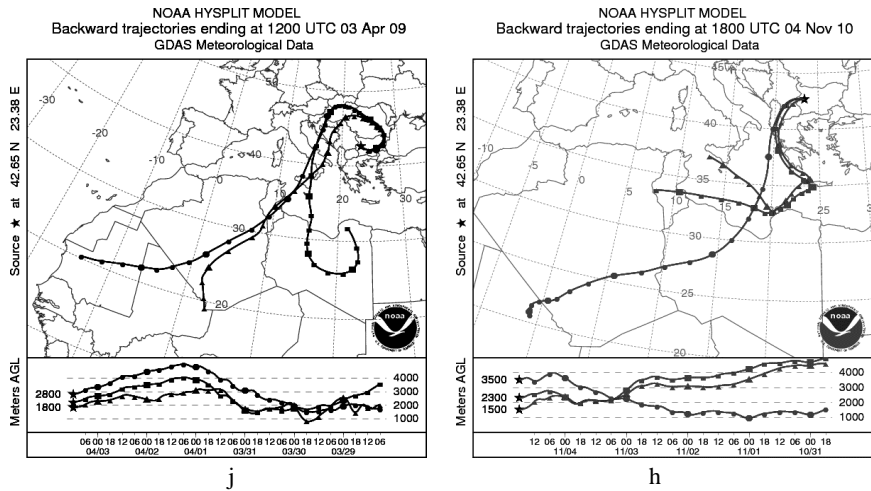 NOAA HYSPLIT MODEL
Backward trajectories ending at 1200 UTC 03 Apr 09
GDAS Meteorological Data
Source ★ at 42.65 N 23.38 E
-30
-20
-10
50
0
40
10
20
30
30
20
noaa
Meters AGL
2800
1800
4000
3000
2000
1000
06 00 18 12 06 00 18 12 06 00 18 12 06 00 18 12 06 00 18 12 06 00 18 12 06
04/03 04/02 04/01 03/31 03/30 03/29
j
NOAA HYSPLIT MODEL
Backward trajectories ending at 1800 UTC 04 Nov 10
GDAS Meteorological Data
Source ★ at 42.65 N 23.38 E
45
40
-5
35
0
5
10
15
25
30
25
20
noaa
Meters AGL
3500
2300
1500
4000
3000
2000
1000
12 06 00 18 12 06 00 18 12 06 00 18 12 06 00 18 12 06 00 18
11/04 11/03 11/02 11/01 10/31
h